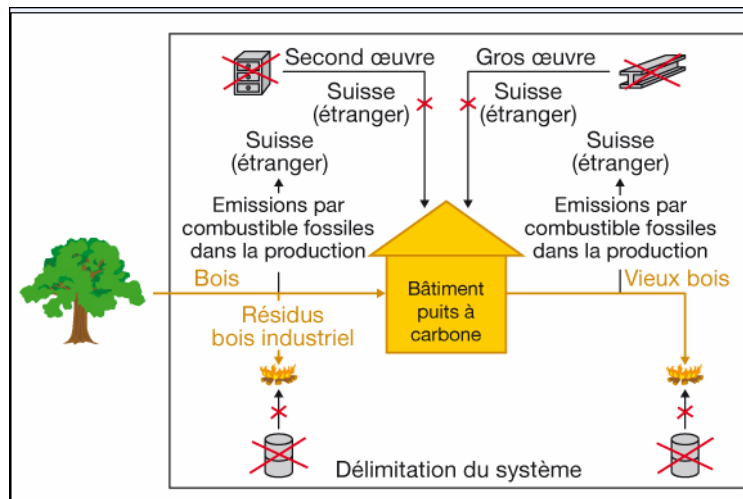 Second œuvre
Gros œuvre
Suisse
(étranger)
Suisse
(étranger)
Suisse
(étranger)
Suisse
(étranger)
Emissions par
combustible fossiles
dans la production
Emissions par
combustible fossiles
dans la production
Bois
Vieux bois
Bâtiment
puits à
carbone
Résidus
bois industriel
Délimitation du système